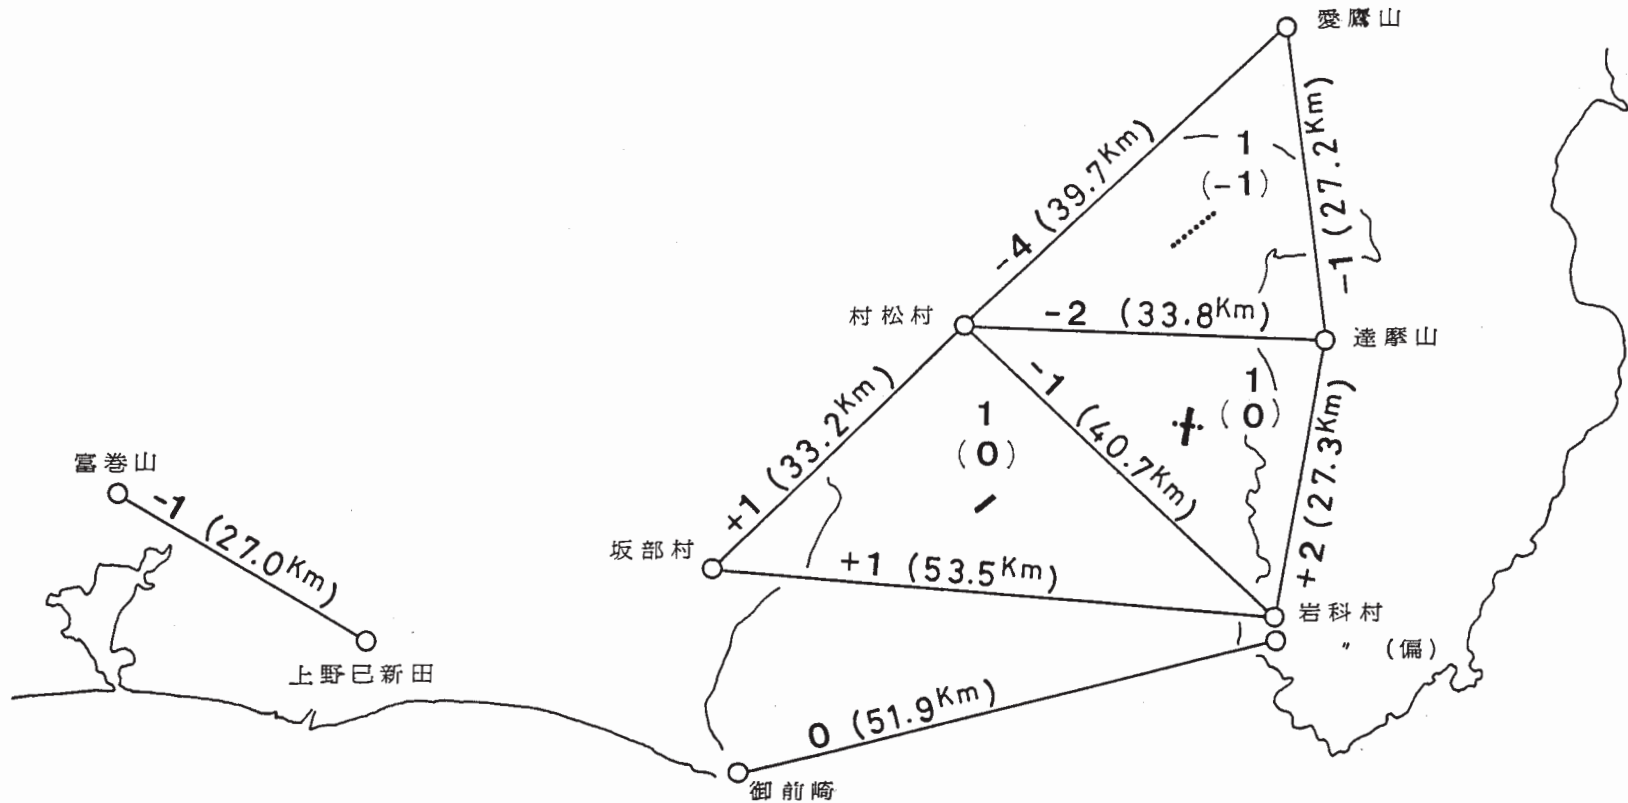 愛鷹山
-4 (39.7Km)
-1 (27.2Km)
1
(-1)
村松村
-2 (33.8Km)
達摩山
+1 (33.2Km)
1
(0)
-1 (40.7Km)
1
(0)
+2 (27.3Km)
富巻山
-1 (27.0Km)
上野巳新田
坂部村
+1 (53.5Km)
岩科村
〃 (偏)
0 (51.9Km)
御前崎